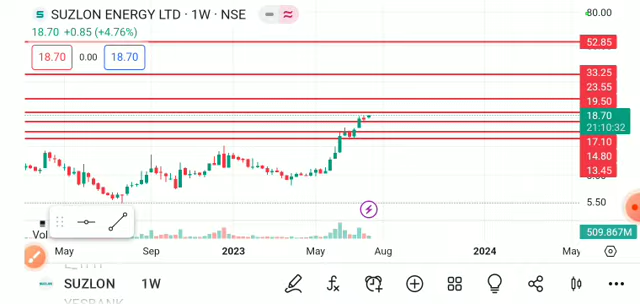 SUZLON ENERGY LTD · 1W · NSE
80.00
18.70 +0.85 (+4.76%)
52.85
18.70 0.00 18.70
33.25
23.55
19.50
18.70
21:10:32
17.10
14.80
13.45
5.50
Vol
509.867M
May Sep 2023 May Aug 2024 May
SUZLON 1W
YESBANK